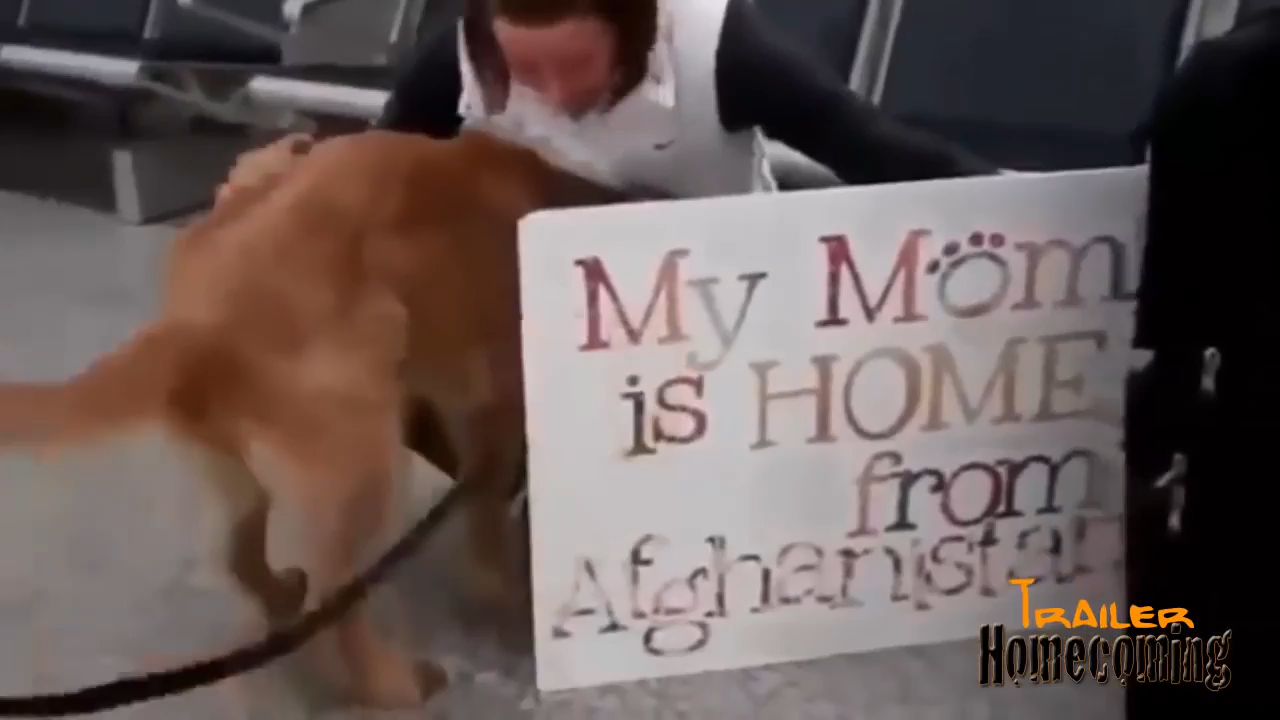 My Mom
is HOME
from
Afghanistan
TRAILER
Homecoming